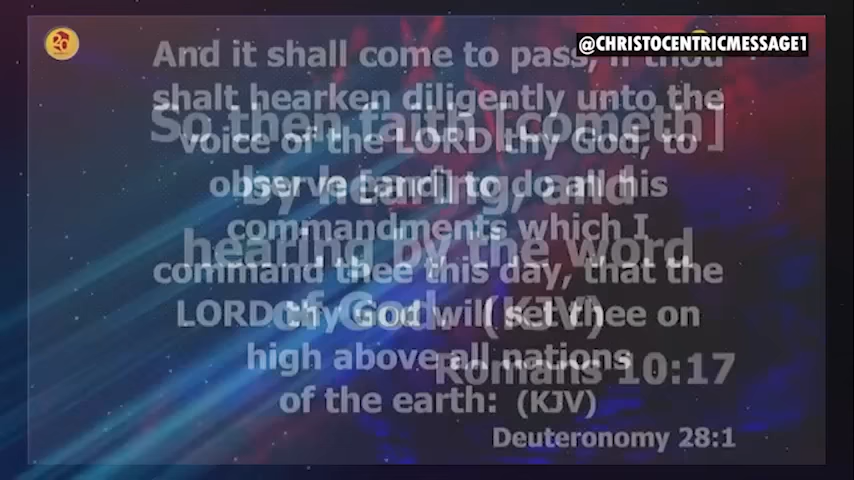 @CHRISTOCENTRICMESSAGE1
20
And it shall come to pass, if thou
shalt hearken diligently unto the
voice of the LORD thy God, to
observe [and] to do all his
commandments which I
command thee this day, that the
LORD thy God will set thee on
high above all nations
of the earth: (KJV)
Deuteronomy 28:1
So then faith [cometh]
by hearing, and
hearing by the word
of God. (KJV)
Romans 10:17